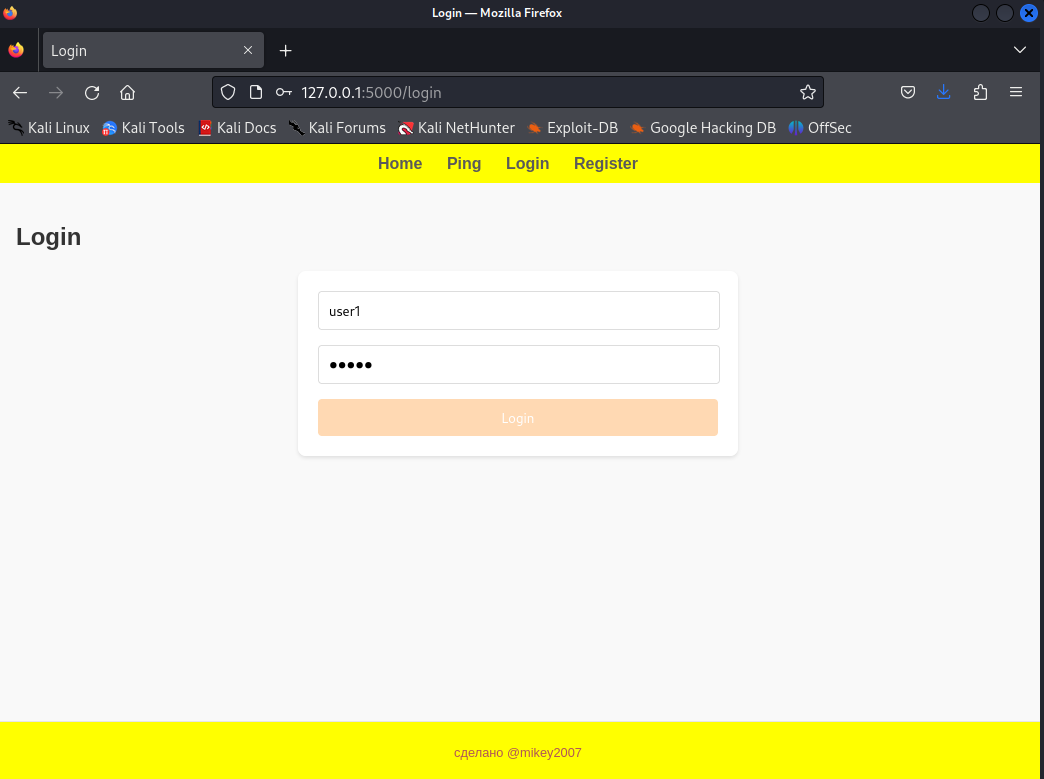 Login — Mozilla Firefox
Login
127.0.0.1:5000/login
Kali Linux Kali Tools Kali Docs Kali Forums Kali NetHunter Exploit-DB Google Hacking DB OffSec
Home Ping Login Register
Login
user1
●●●●●
Login
сделано @mikey2007